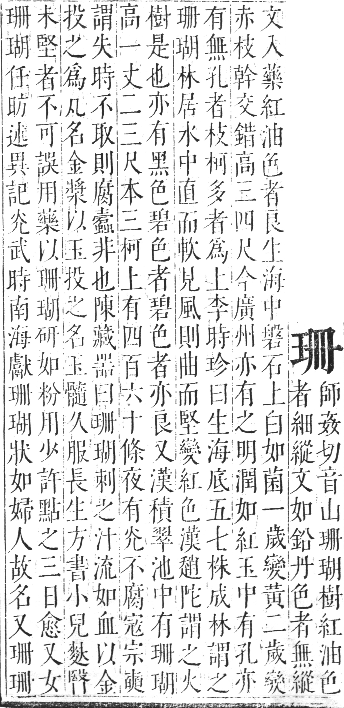 珊
師姦切音山珊瑚樹紅油色
者細縱文如鉛丹色者無縱
文入藥紅油色者良生海中磐石上白如菌一歲變黃二歲變
赤枝幹交錯高三四尺今廣州亦有之明潤如紅玉中有孔亦
有無孔者枝柯多者爲上李時珍曰生海底五七株成林謂之
珊瑚林居水中直而軟見風則曲而堅變紅色漢趙陀謂之火
樹是也亦有黑色碧色者碧色者亦良又漢積翠池中有珊瑚
高一丈二三尺本三柯上有四百六十條夜有光不腐寇宗奭
謂失時不取則腐蠹非也陳藏器曰珊瑚刺之汁流如血以金
投之爲丸名金漿以玉投之名玉髓久服長生方書小兒麩翳
未堅者不可誤用藥以珊瑚研如粉用少許點之三日愈又女
珊瑚任昉述異記光武時南海獻珊瑚狀如婦人故名又珊珊